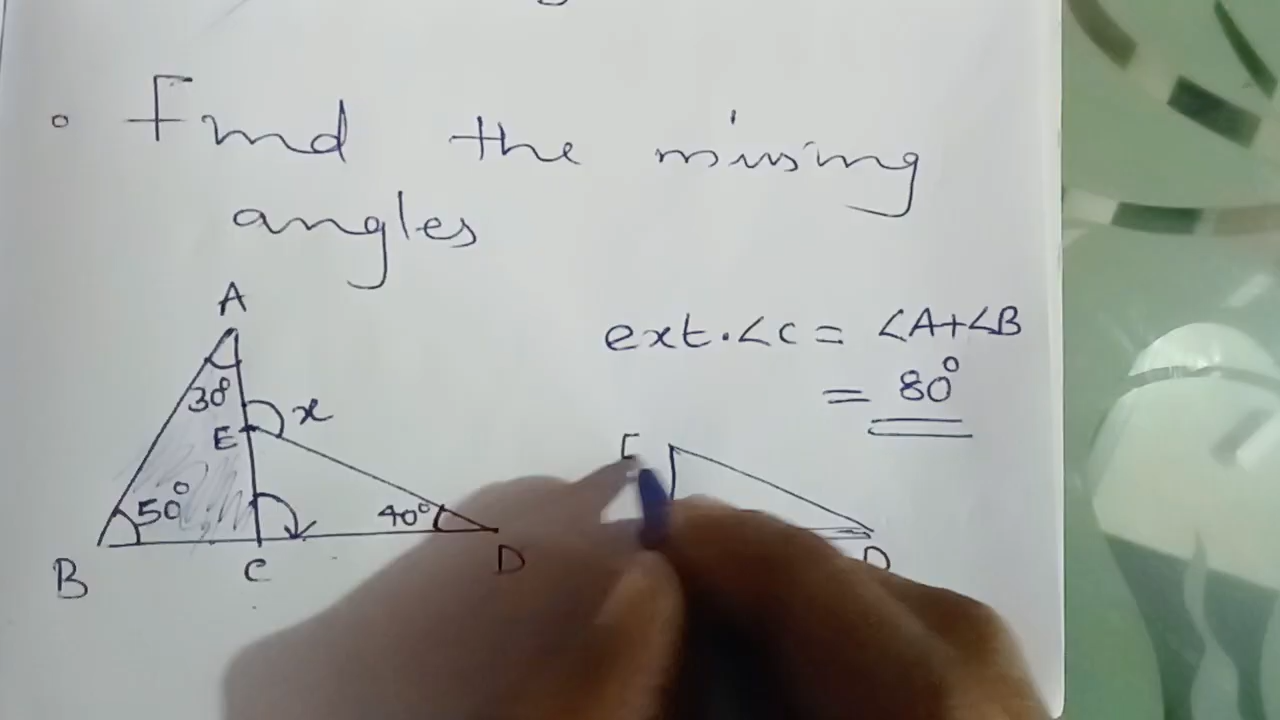 Find the missing
angles
A
ext.∠C = ∠A+∠B
= 80°
30°
x
E
E
50°
40°
B
C
D
D